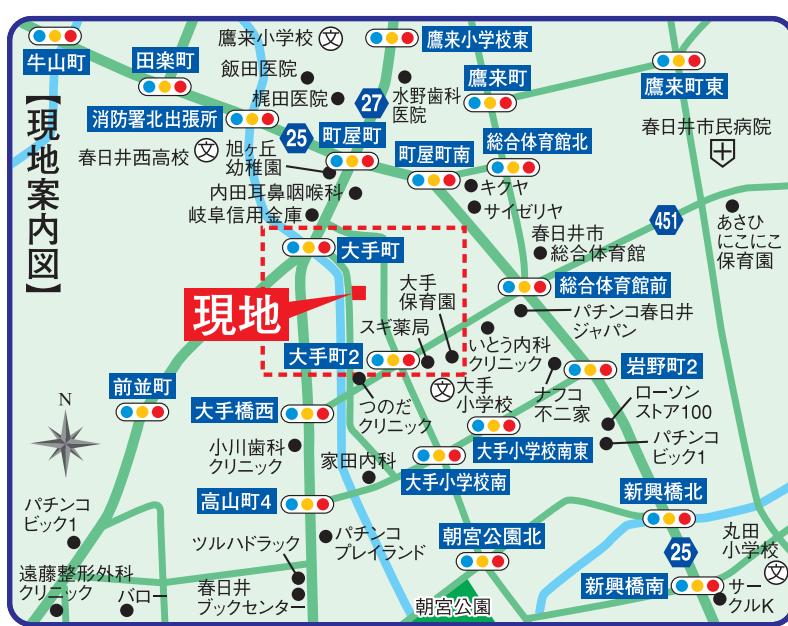 【現地案内図】
牛山町
田楽町
鷹来小学校
文
鷹来小学校東
飯田医院
梶田医院
27
水野歯科
医院
鷹来町
鷹来町東
消防署北出張所
25
春日井西高校
文
旭ヶ丘
幼稚園
町屋町
町屋町南
総合体育館北
春日井市民病院
内田耳鼻咽喉科
キクヤ
岐阜信用金庫
サイゼリヤ
451
あさひ
にこにこ
保育園
大手町
春日井市
総合体育館
現地
大手
保育園
総合体育館前
スギ薬局
パチンコ春日井
ジャパン
大手町2
いとう内科
クリニック
岩野町2
前並町
N
つのだ
クリニック
文
大手
小学校
ナフコ
不二家
ローソン
ストア100
大手橋西
小川歯科
クリニック
家田内科
大手小学校南東
パチンコ
ビック1
大手小学校南
高山町4
新興橋北
パチンコ
ビック1
ツルハドラック
パチンコ
プレイランド
朝宮公園北
25
丸田
小学校
文
遠藤整形外科
クリニック
バロー
春日井
ブックセンター
朝宮公園
新興橋南
サー
クルK